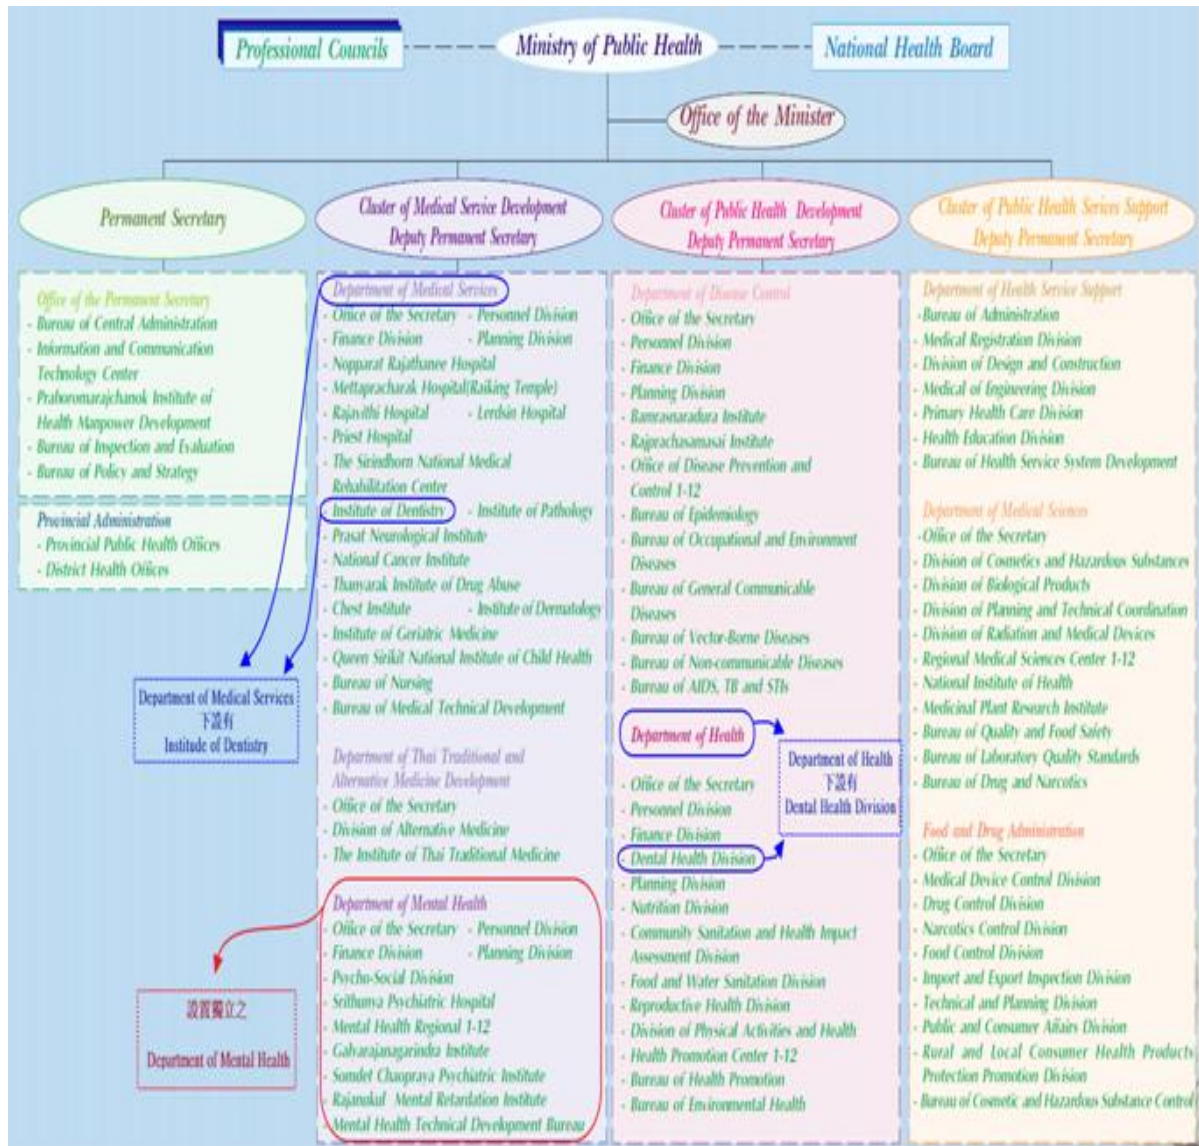 Professional Councils
Ministry of Public Health
National Health Board
Office of the Minister
Permanent Secretary
Office of the Permanent Secretary
- Bureau of Central Administration
- Information and Communication
Technology Center
- Praboromarajchanok Institute of
Health Manpower Development
- Bureau of Inspection and Evaluation
- Bureau of Policy and Strategy
Provincial Administration
- Provincial Public Health Offices
- District Health Offices
Department of Medical Services
下設有
Institude of Dentistry
設置獨立之
Department of Mental Health
Cluster of Medical Service Development
Deputy Permanent Secretary
Department of Medical Services
- Office of the Secretary - Personnel Division
- Finance Division - Planning Division
- Nopparat Rajathanee Hospital
- Mettapracharak Hospital(Raiking Temple)
- Rajavithi Hospital - Lerdsin Hospital
- Priest Hospital
- The Sirindhorn National Medical
Rehabilitation Center
- Institute of Dentistry - Institute of Pathology
- Prasat Neurological Institute
- National Cancer Institute
- Thanyarak Institute of Drug Abuse
- Chest Institute - Institute of Dermatology
- Institute of Geriatric Medicine
- Queen Sirikit National Institute of Child Health
- Bureau of Nursing
- Bureau of Medical Technical Development
Department of Thai Traditional and
Alternative Medicine Development
- Office of the Secretary
- Division of Alternative Medicine
- The Institute of Thai Traditional Medicine
Department of Mental Health
- Office of the Secretary - Personnel Division
- Finance Division - Planning Division
- Psycho-Social Division
- Srithunya Psychiatric Hospital
- Mental Health Regional 1-12
- Galyarajanagarindra Institute
- Somdet Chaopraya Psychiatric Institute
- Rajanukul Mental Retardation Institute
- Mental Health Technical Development Bureau
Cluster of Public Health Development
Deputy Permanent Secretary
Department of Disease Control
- Office of the Secretary
- Personnel Division
- Finance Division
- Planning Division
- Bamrasnaradura Institute
- Rajprachasamasai Institute
- Office of Disease Prevention and
Control 1-12
- Bureau of Epidemiology
- Bureau of Occupational and Environment
Diseases
- Bureau of General Communicable
Diseases
- Bureau of Vector-Borne Diseases
- Bureau of Non-communicable Diseases
- Bureau of AIDS, TB and STIs
Department of Health
- Office of the Secretary
- Personnel Division
- Finance Division
- Dental Health Division
- Planning Division
- Nutrition Division
- Community Sanitation and Health Impact
Assessment Division
- Food and Water Sanitation Division
- Reproductive Health Division
- Division of Physical Activities and Health
- Health Promotion Center 1-12
- Bureau of Health Promotion
- Bureau of Environmental Health
Department of Health
下設有
Dental Health Division
Cluster of Public Health Serices Support
Deputy Permanent Secretary
Department of Health Service Support
- Bureau of Administration
- Medical Registration Division
- Division of Design and Construction
- Medical of Engineering Division
- Primary Health Care Division
- Health Education Division
- Bureau of Health Service System Development
Department of Medical Sciences
- Office of the Secretary
- Division of Cosmetics and Hazardous Substances
- Division of Biological Products
- Division of Planning and Technical Coordination
- Division of Radiation and Medical Devices
- Regional Medical Sciences Center 1-12
- National Institute of Health
- Medicinal Plant Research Institute
- Bureau of Quality and Food Safety
- Bureau of Laboratory Quality Standards
- Bureau of Drug and Narcotics
Food and Drug Administration
- Office of the Secretary
- Medical Device Control Division
- Drug Control Division
- Narcotics Control Division
- Food Control Division
- Import and Export Inspection Division
- Technical and Planning Division
- Public and Consumer Affairs Division
- Rural and Local Consumer Health Products
Protection Promotion Division
- Bureau of Cosmetic and Hazardous Substance Control